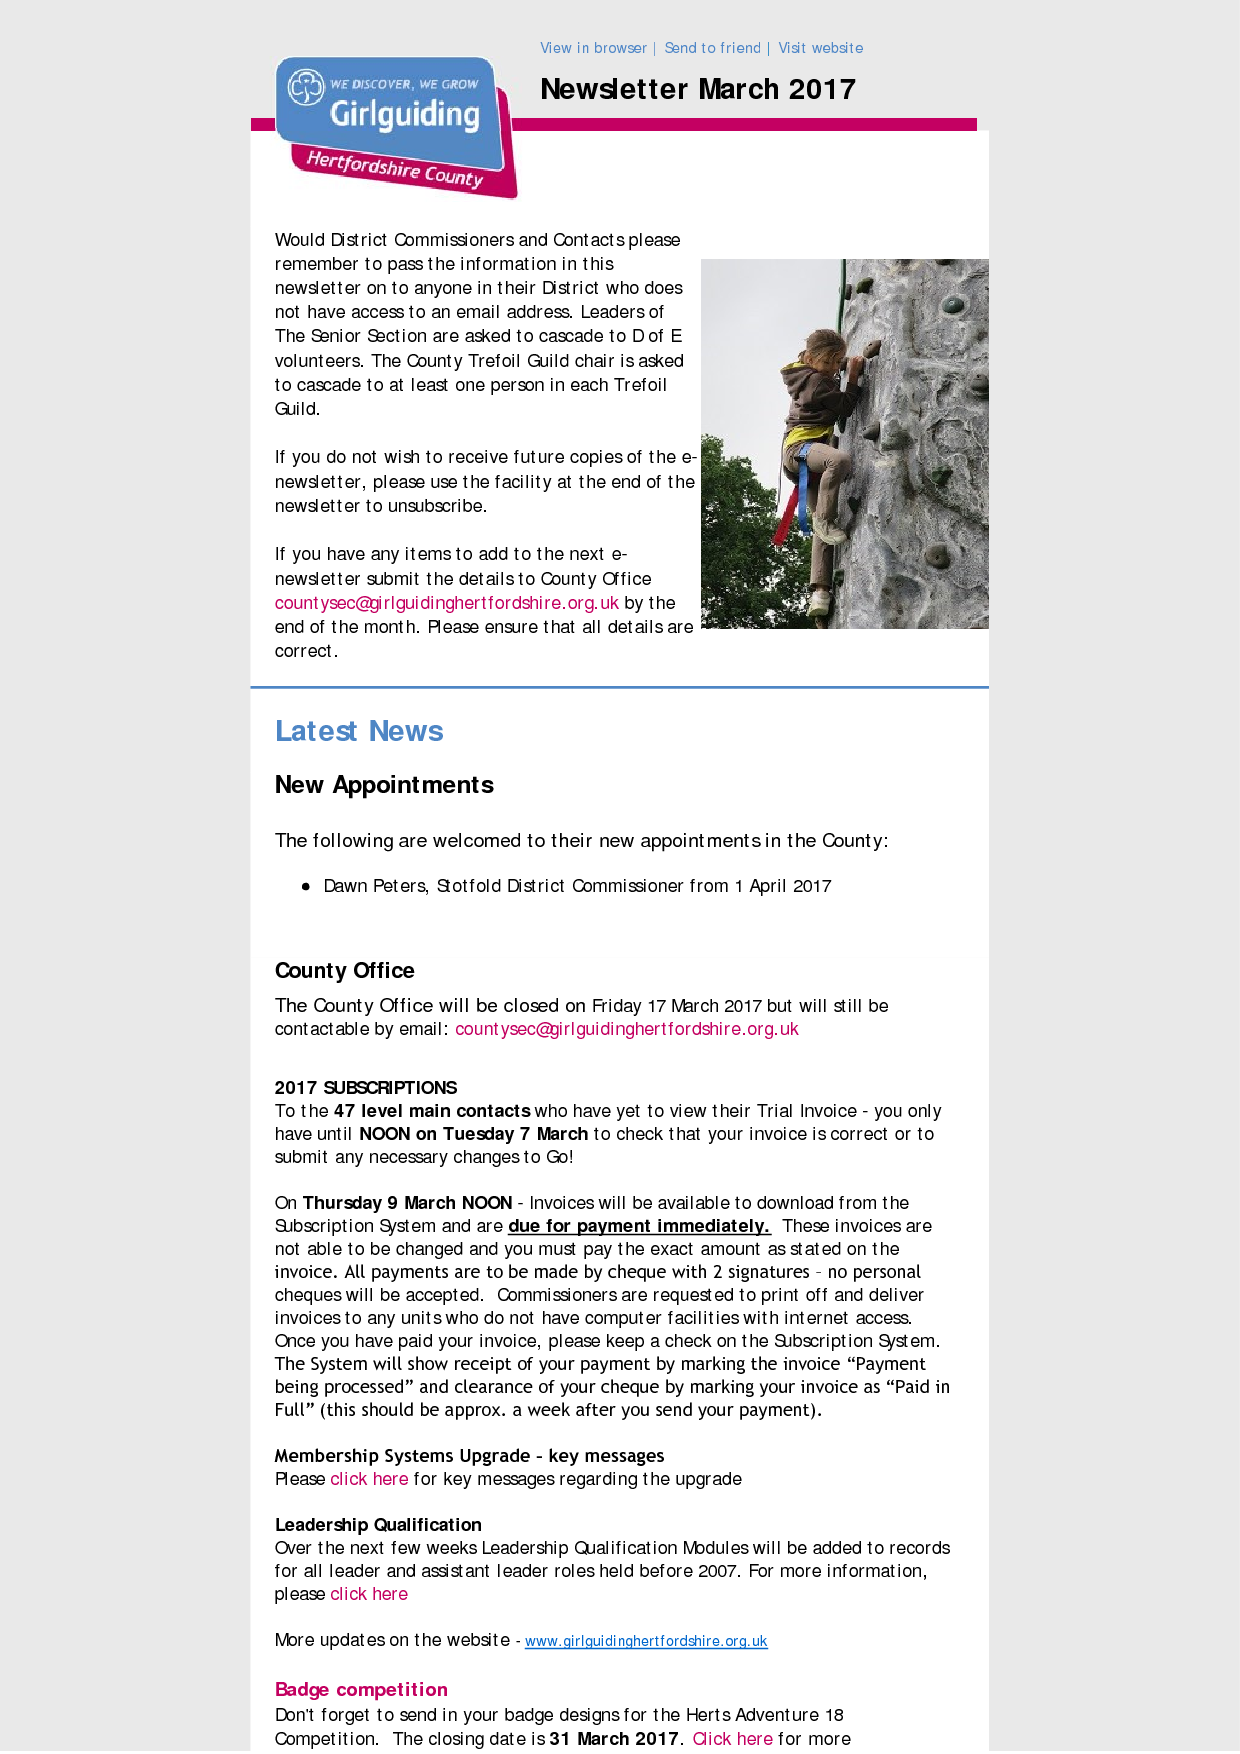 View in browser | Send to friend | Visit website
Newsletter March 2017
WE DISCOVER, WE GROW
Girlguiding
Hertfordshire County
Would District Commissioners and Contacts please
remember to pass the information in this
newsletter on to anyone in their District who does
not have access to an email address. Leaders of
The Senior Section are asked to cascade to D of E
volunteers. The County Trefoil Guild chair is asked
to cascade to at least one person in each Trefoil
Guild.
If you do not wish to receive future copies of the e-
newsletter, please use the facility at the end of the
newsletter to unsubscribe.
If you have any items to add to the next e-
newsletter submit the details to County Office
countysec@girlguidinghertfordshire.org.uk by the
end of the month. Please ensure that all details are
correct.
Latest News
New Appointments
The following are welcomed to their new appointments in the County:
● Dawn Peters, Stotfold District Commissioner from 1 April 2017
County Office
The County Office will be closed on Friday 17 March 2017 but will still be
contactable by email: countysec@girlguidinghertfordshire.org.uk
2017 SUBSCRIPTIONS
To the 47 level main contacts who have yet to view their Trial Invoice - you only
have until NOON on Tuesday 7 March to check that your invoice is correct or to
submit any necessary changes to Go!
On Thursday 9 March NOON - Invoices will be available to download from the
Subscription System and are due for payment immediately. These invoices are
not able to be changed and you must pay the exact amount as stated on the
invoice. All payments are to be made by cheque with 2 signatures – no personal
cheques will be accepted. Commissioners are requested to print off and deliver
invoices to any units who do not have computer facilities with internet access.
Once you have paid your invoice, please keep a check on the Subscription System.
The System will show receipt of your payment by marking the invoice “Payment
being processed” and clearance of your cheque by marking your invoice as “Paid in
Full” (this should be approx. a week after you send your payment).
Membership Systems Upgrade – key messages
Please click here for key messages regarding the upgrade
Leadership Qualification
Over the next few weeks Leadership Qualification Modules will be added to records
for all leader and assistant leader roles held before 2007. For more information,
please click here
More updates on the website - www.girlguidinghertfordshire.org.uk
Badge competition
Don't forget to send in your badge designs for the Herts Adventure 18
Competition. The closing date is 31 March 2017. Click here for more